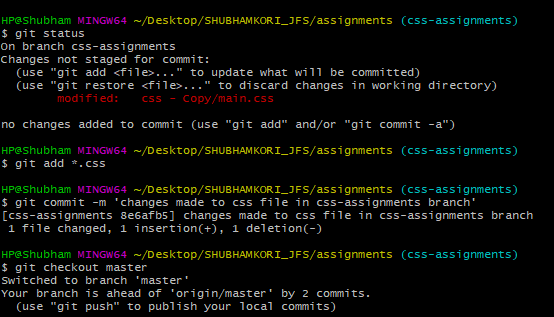 HP@Shubham MINGW64 ~/Desktop/SHUBHAMKORI_JFS/assignments (css-assignments)
$ git status
On branch css-assignments
Changes not staged for commit:
  (use "git add <file>..." to update what will be committed)
  (use "git restore <file>..." to discard changes in working directory)
        modified:   css - Copy/main.css

no changes added to commit (use "git add" and/or "git commit -a")

HP@Shubham MINGW64 ~/Desktop/SHUBHAMKORI_JFS/assignments (css-assignments)
$ git add *.css

HP@Shubham MINGW64 ~/Desktop/SHUBHAMKORI_JFS/assignments (css-assignments)
$ git commit -m 'changes made to css file in css-assignments branch'
[css-assignments 8e6afb5] changes made to css file in css-assignments branch
 1 file changed, 1 insertion(+), 1 deletion(-)

HP@Shubham MINGW64 ~/Desktop/SHUBHAMKORI_JFS/assignments (css-assignments)
$ git checkout master
Switched to branch 'master'
Your branch is ahead of 'origin/master' by 2 commits.
  (use "git push" to publish your local commits)